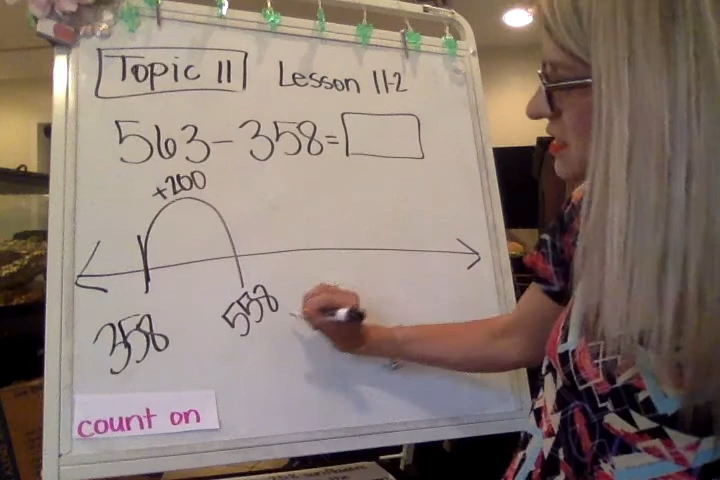 Topic 11 Lesson 11-2
563-358=
+200
358 558
count on